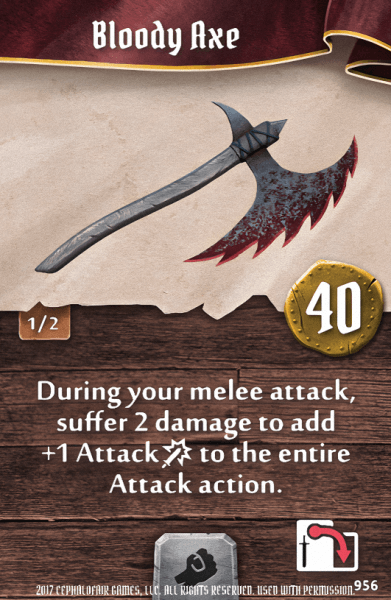 Bloody Axe
40
1/2
During your melee attack,
suffer 2 damage to add
+1 Attack to the entire
Attack action.
2017 CEPHALOFAIR GAMES, LLC. ALL RIGHTS RESERVED. USED WITH PERMISSION.
956